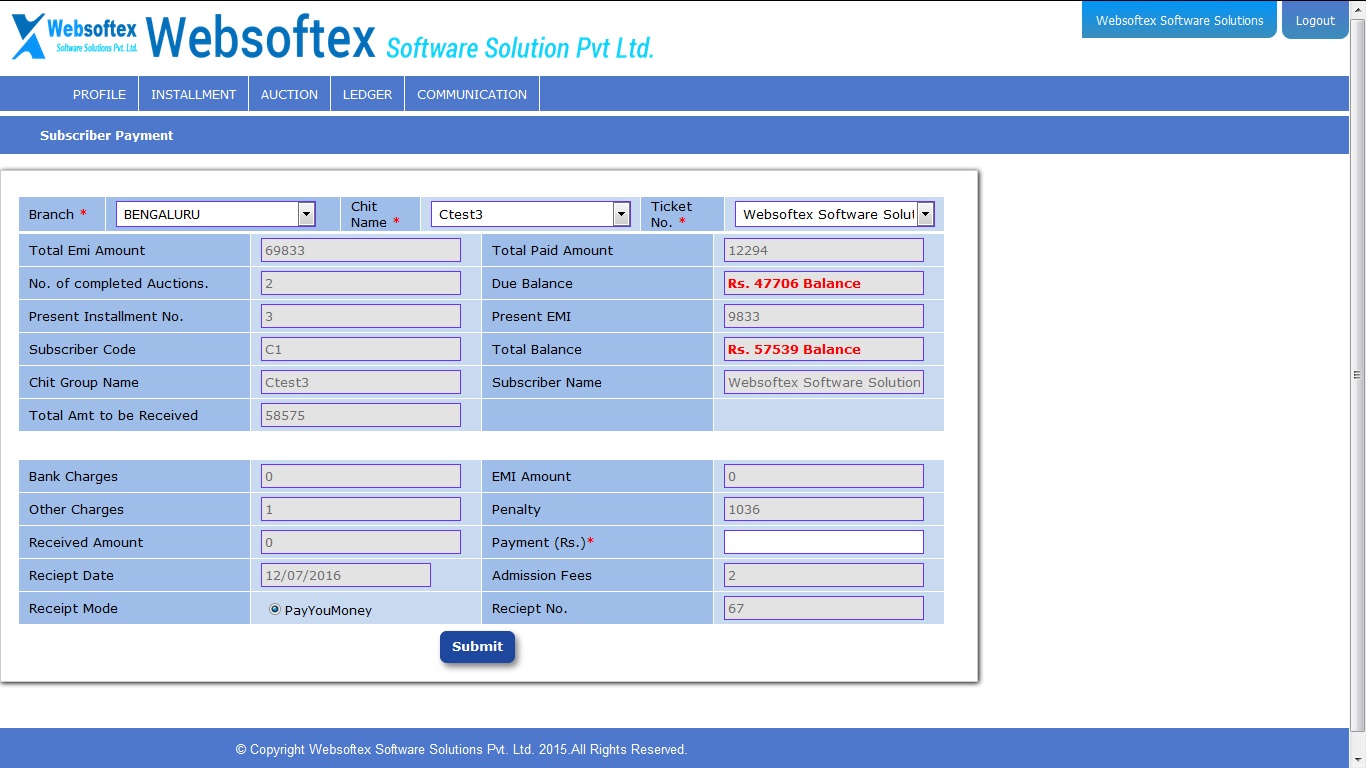 Websoftex
Software Solutions Pvt. Ltd.
Websoftex Software Solution Pvt Ltd.
Websoftex Software Solutions
Logout
PROFILE INSTALLMENT AUCTION LEDGER COMMUNICATION
Subscriber Payment
Branch * BENGALURU Chit Name * Ctest3 Ticket No. * Websoftex Software Solut
Total Emi Amount 69833 Total Paid Amount 12294
No. of completed Auctions. 2 Due Balance Rs. 47706 Balance
Present Installment No. 3 Present EMI 9833
Subscriber Code C1 Total Balance Rs. 57539 Balance
Chit Group Name Ctest3 Subscriber Name Websoftex Software Solution
Total Amt to be Received 58575
Bank Charges 0 EMI Amount 0
Other Charges 1 Penalty 1036
Received Amount 0 Payment (Rs.)*
Reciept Date 12/07/2016 Admission Fees 2
Receipt Mode PayYouMoney Reciept No. 67
Submit
© Copyright Websoftex Software Solutions Pvt. Ltd. 2015.All Rights Reserved.